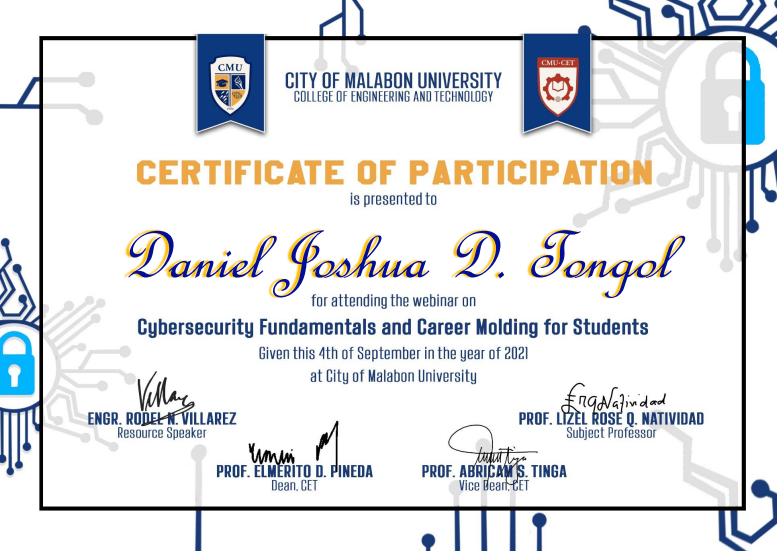 CMU
CMU-CET
CITY OF MALABON UNIVERSITY
COLLEGE OF ENGINEERING AND TECHNOLOGY
CERTIFICATE OF PARTICIPATION
is presented to
Daniel Joshua D. Tongol
for attending the webinar on
Cybersecurity Fundamentals and Career Molding for Students
Given this 4th of September in the year of 2021
at City of Malabon University
ENGR. RODEL N. VILLAREZ
Resource Speaker
PROF. LIZEL ROSE Q. NATIVIDAD
Subject Professor
PROF. ELMERITO D. PINEDA
Dean, CET
PROF. ABRICAM S. TINGA
Vice Dean, CET